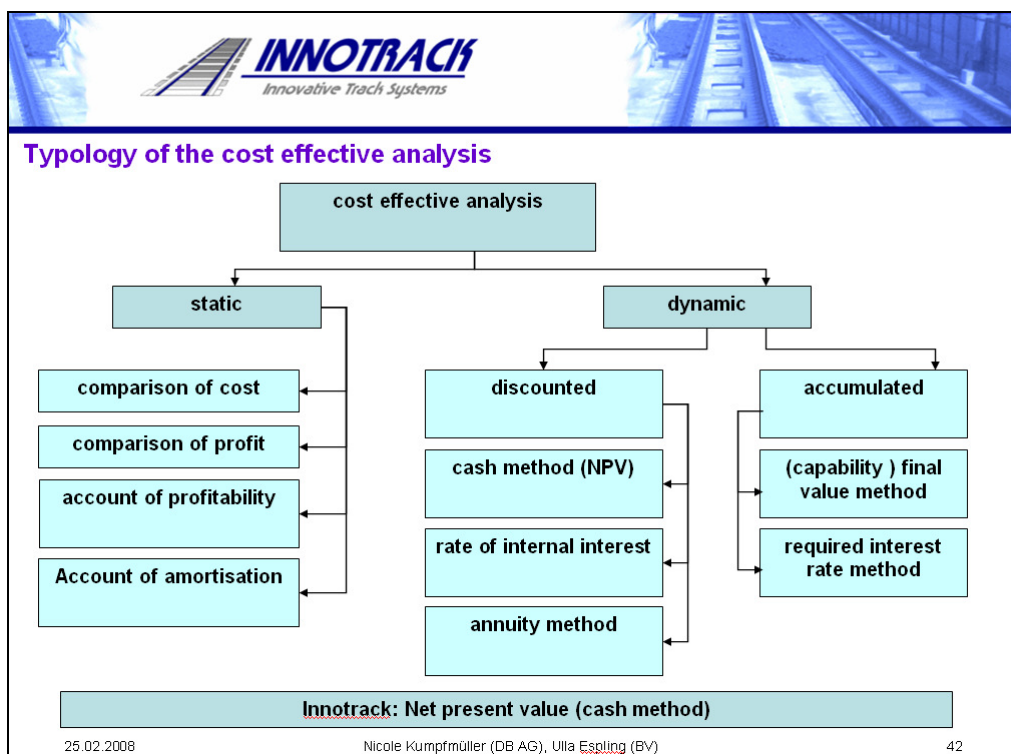 INNOTRACK
Innovative Track Systems
Typology of the cost effective analysis
cost effective analysis
static
dynamic
comparison of cost
comparison of profit
account of profitability
Account of amortisation
discounted
cash method (NPV)
rate of internal interest
annuity method
accumulated
(capability ) final
value method
required interest
rate method
Innotrack: Net present value (cash method)
25.02.2008
Nicole Kumpfmüller (DB AG), Ulla Espling (BV)
42